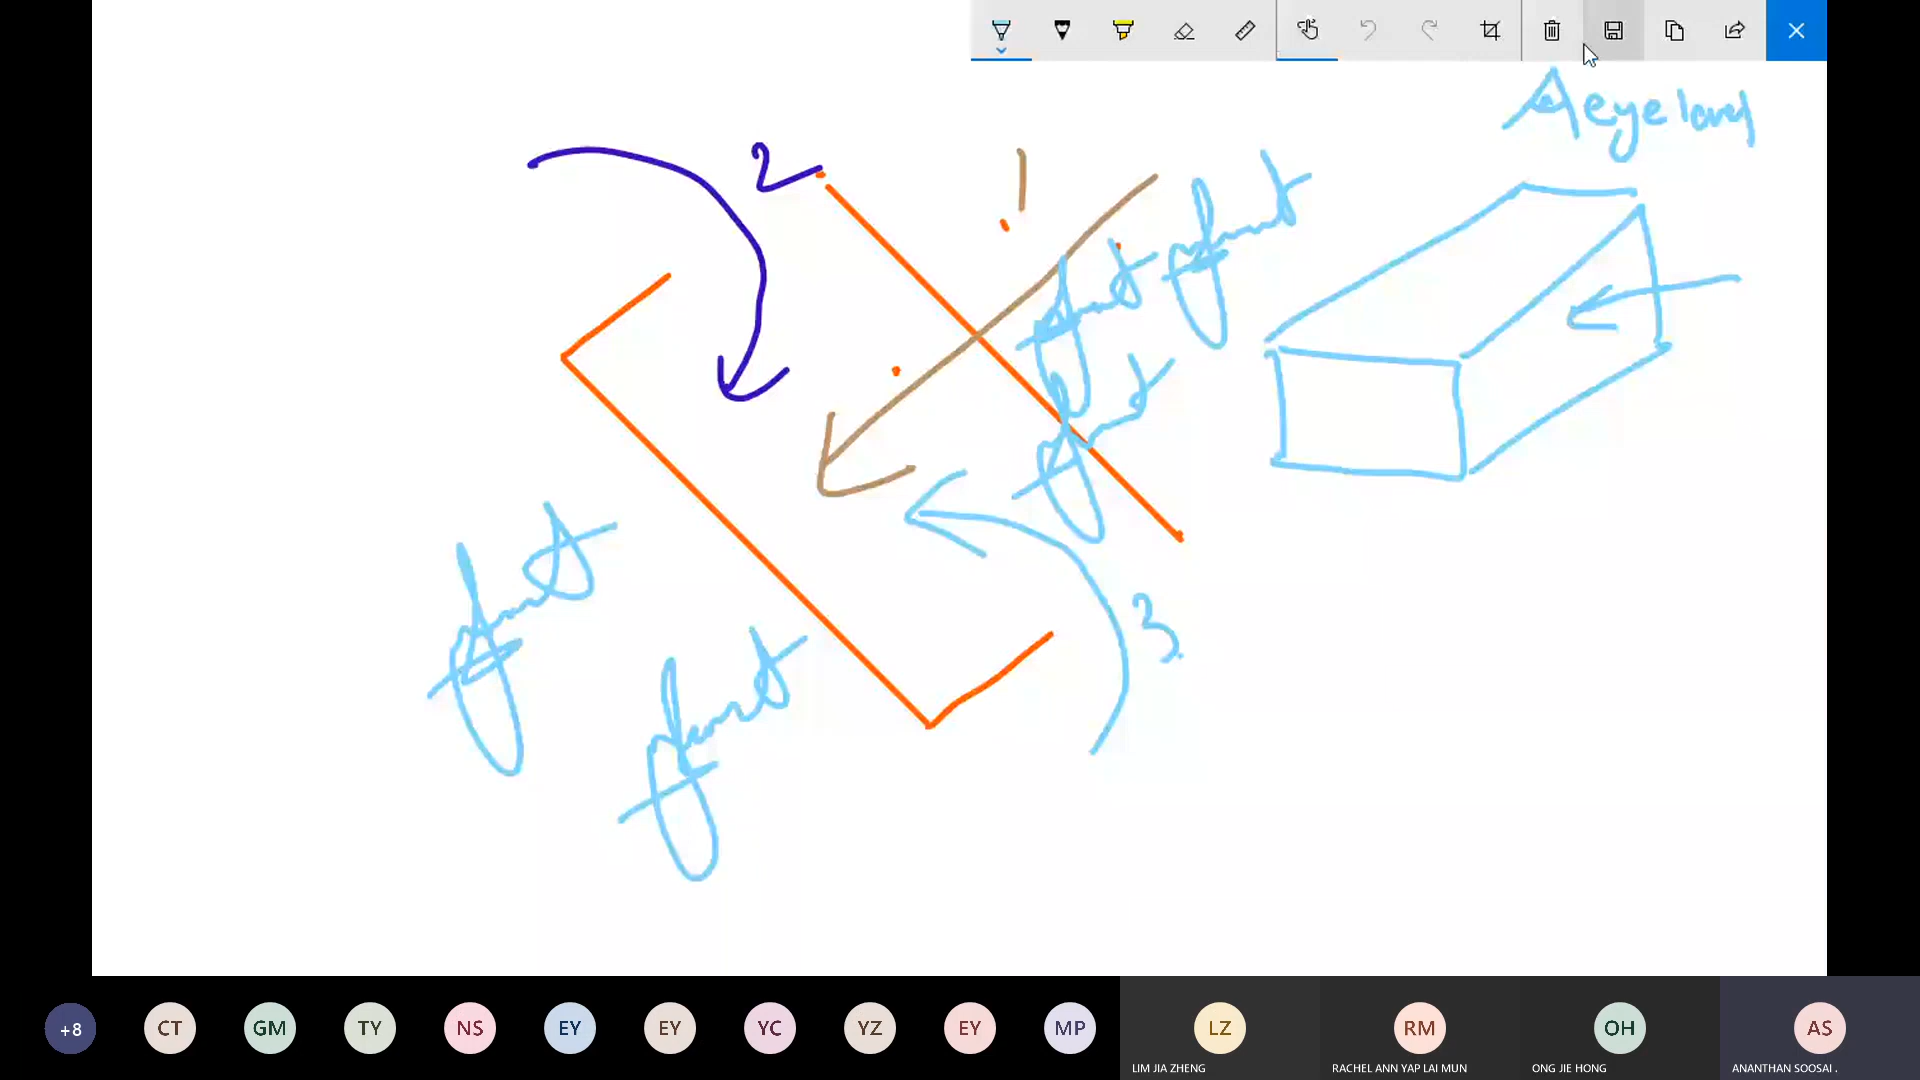 A eye level
2
1
front
front
front
3
front
front
+8
CT
GM
TY
NS
EY
EY
YC
YZ
EY
MP
LZ
RM
OH
AS
LIM JIA ZHENG
RACHEL ANN YAP LAI MUN
ONG JIE HONG
ANANTHAN SOOSAI .